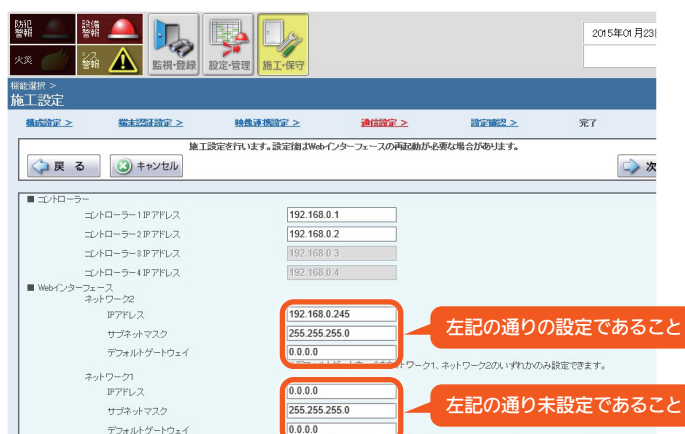 防犯警報
設備警報
火災
シス警報
監視・登録
設定・管理
施工・保守
2015年01月23
機能選択 >
施工設定
構成設定 >
端末認証設定 >
映像連携設定 >
通信設定 >
設定確認 >
完了
施工設定を行います。設定後はWebインターフェースの再起動が必要な場合があります。
戻 る
キャンセル
次
■ コントローラー
コントローラー1 IPアドレス 192.168.0.1
コントローラー2 IPアドレス 192.168.0.2
コントローラー3 IPアドレス 192.168.0.3
コントローラー4 IPアドレス 192.168.0.4
■ Webインターフェース
ネットワーク2
IPアドレス 192.168.0.245
サブネットマスク 255.255.255.0
左記の通りの設定であること
デフォルトゲートウェイ 0.0.0.0
ワーク1、ネットワーク2のいずれかのみ設定できます。
ネットワーク1
IPアドレス 0.0.0.0
サブネットマスク 255.255.255.0
左記の通り未設定であること
デフォルトゲートウェイ 0.0.0.0